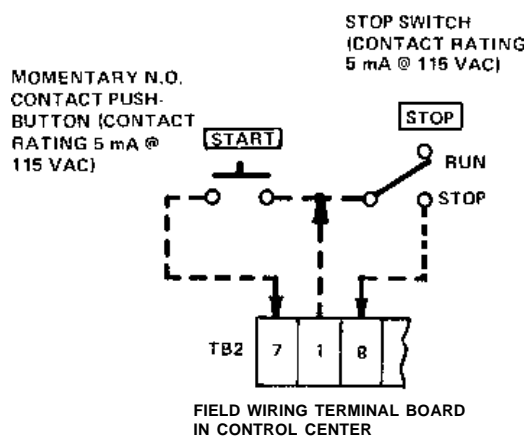 STOP SWITCH
(CONTACT RATING
5 mA @ 115 VAC)
MOMENTARY N.O.
CONTACT PUSH-
BUTTON (CONTACT
RATING 5 mA @
115 VAC)
START
STOP
RUN
STOP
TB2 7 1 8
FIELD WIRING TERMINAL BOARD
IN CONTROL CENTER